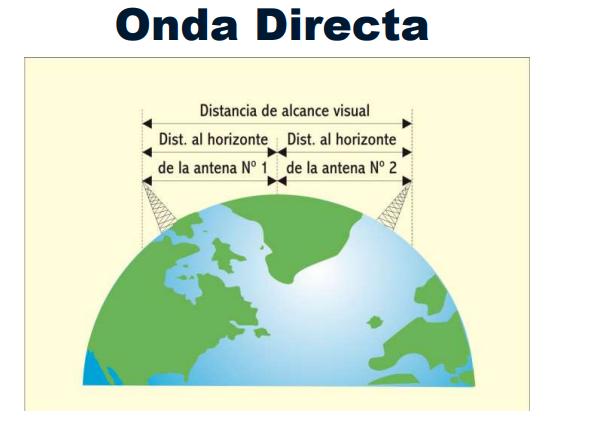 Onda Directa
Distancia de alcance visual
Dist. al horizonte Dist. al horizonte
de la antena Nº 1 de la antena Nº 2